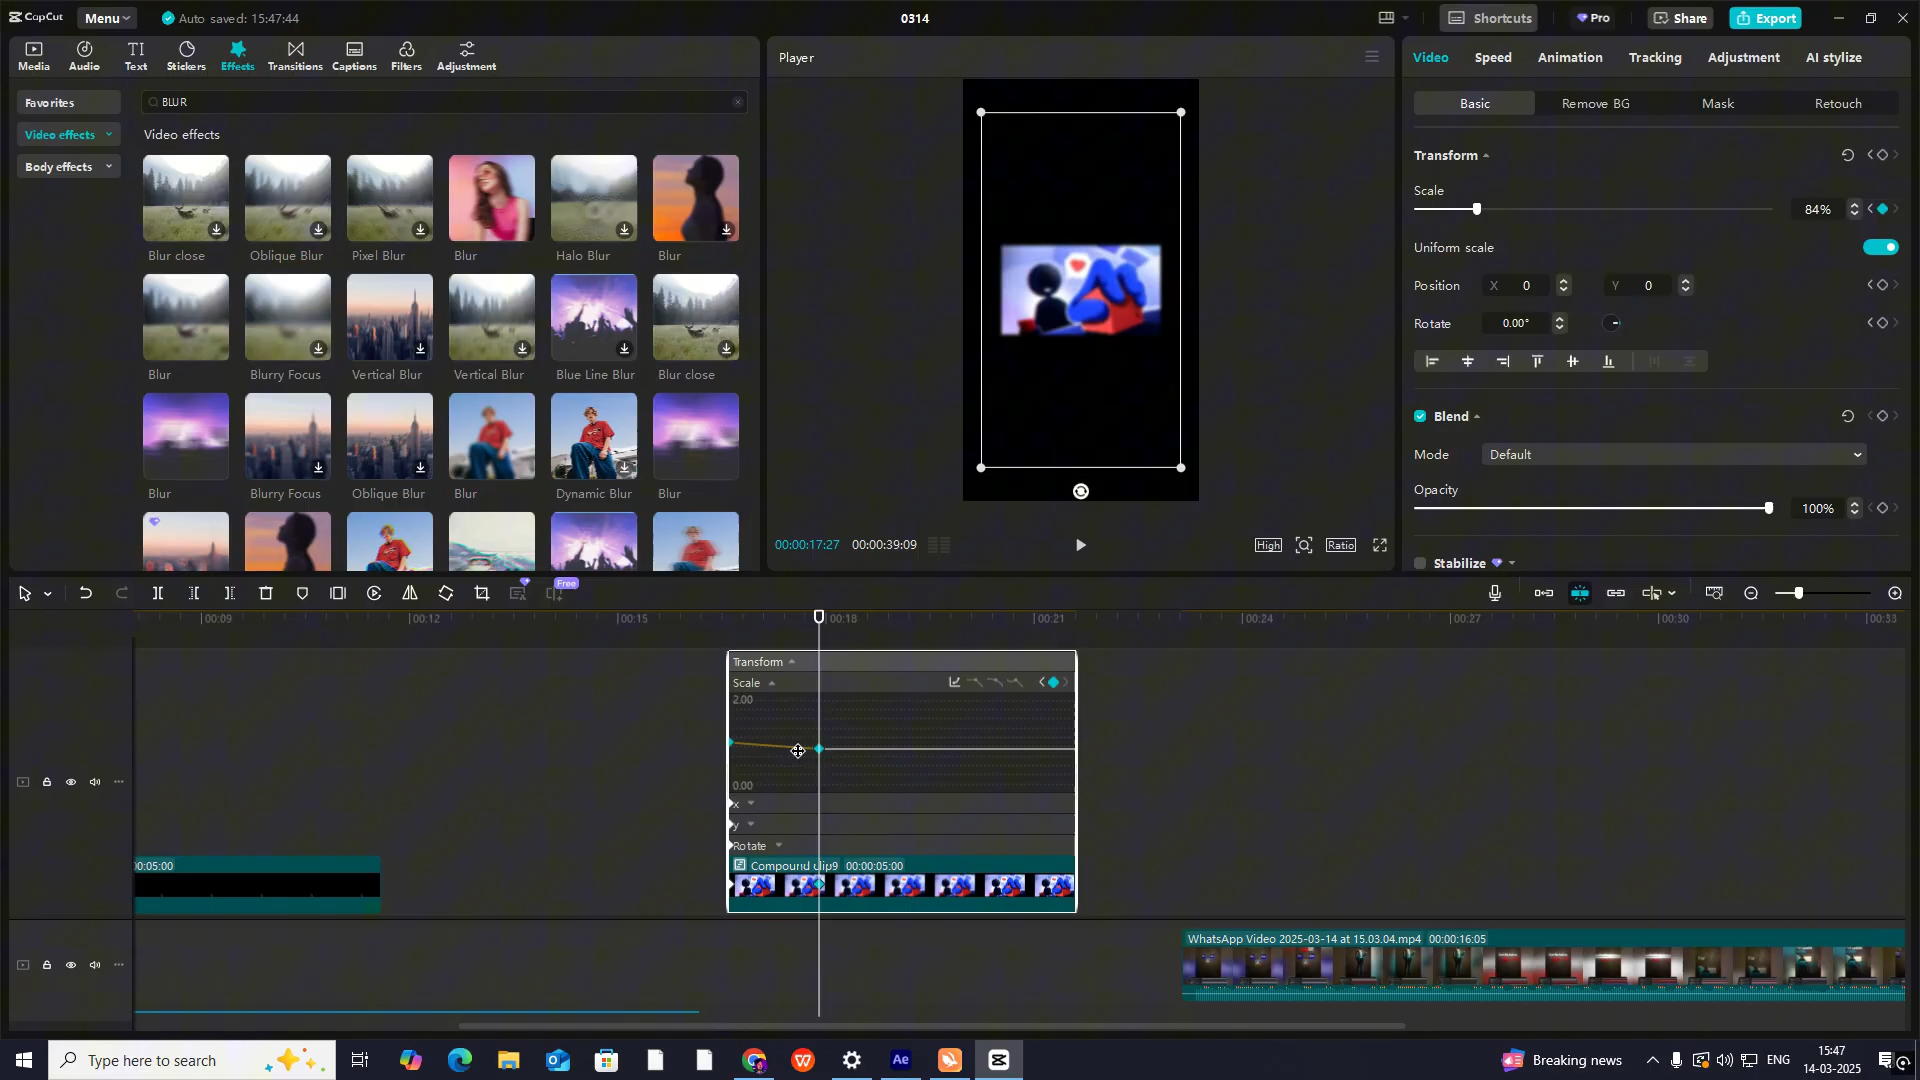 CapCut
Menu
Auto saved: 15:47:44
0314
Shortcuts
Pro
Share
Export
Media
Audio
Text
Stickers
Effects
Transitions
Captions
Filters
Adjustment
Favorites
Video effects
Body effects
BLUR
Video effects
Blur close
Oblique Blur
Pixel Blur
Blur
Halo Blur
Blur
Blur
Blurry Focus
Vertical Blur
Vertical Blur
Blue Line Blur
Blur close
Blur
Blurry Focus
Oblique Blur
Blur
Dynamic Blur
Blur
Player
00:00:17:27
00:00:39:09
High
Ratio
Video
Speed
Animation
Tracking
Adjustment
AI stylize
Basic
Remove BG
Mask
Retouch
Transform
Scale
84%
Uniform scale
Position
X 0
Y 0
Rotate
0.00°
Blend
Mode
Default
Opacity
100%
Stabilize
Free
00:09
00:12
00:15
00:18
00:21
00:24
00:27
00:30
00:33
Transform
Scale
2.00
0.00
x
y
Rotate
00:05:00
Compound clip9 00:00:05:00
WhatsApp Video 2025-03-14 at 15.03.04.mp4 00:00:16:05
Type here to search
Ae
Breaking news
ENG
15:47
14-03-2025